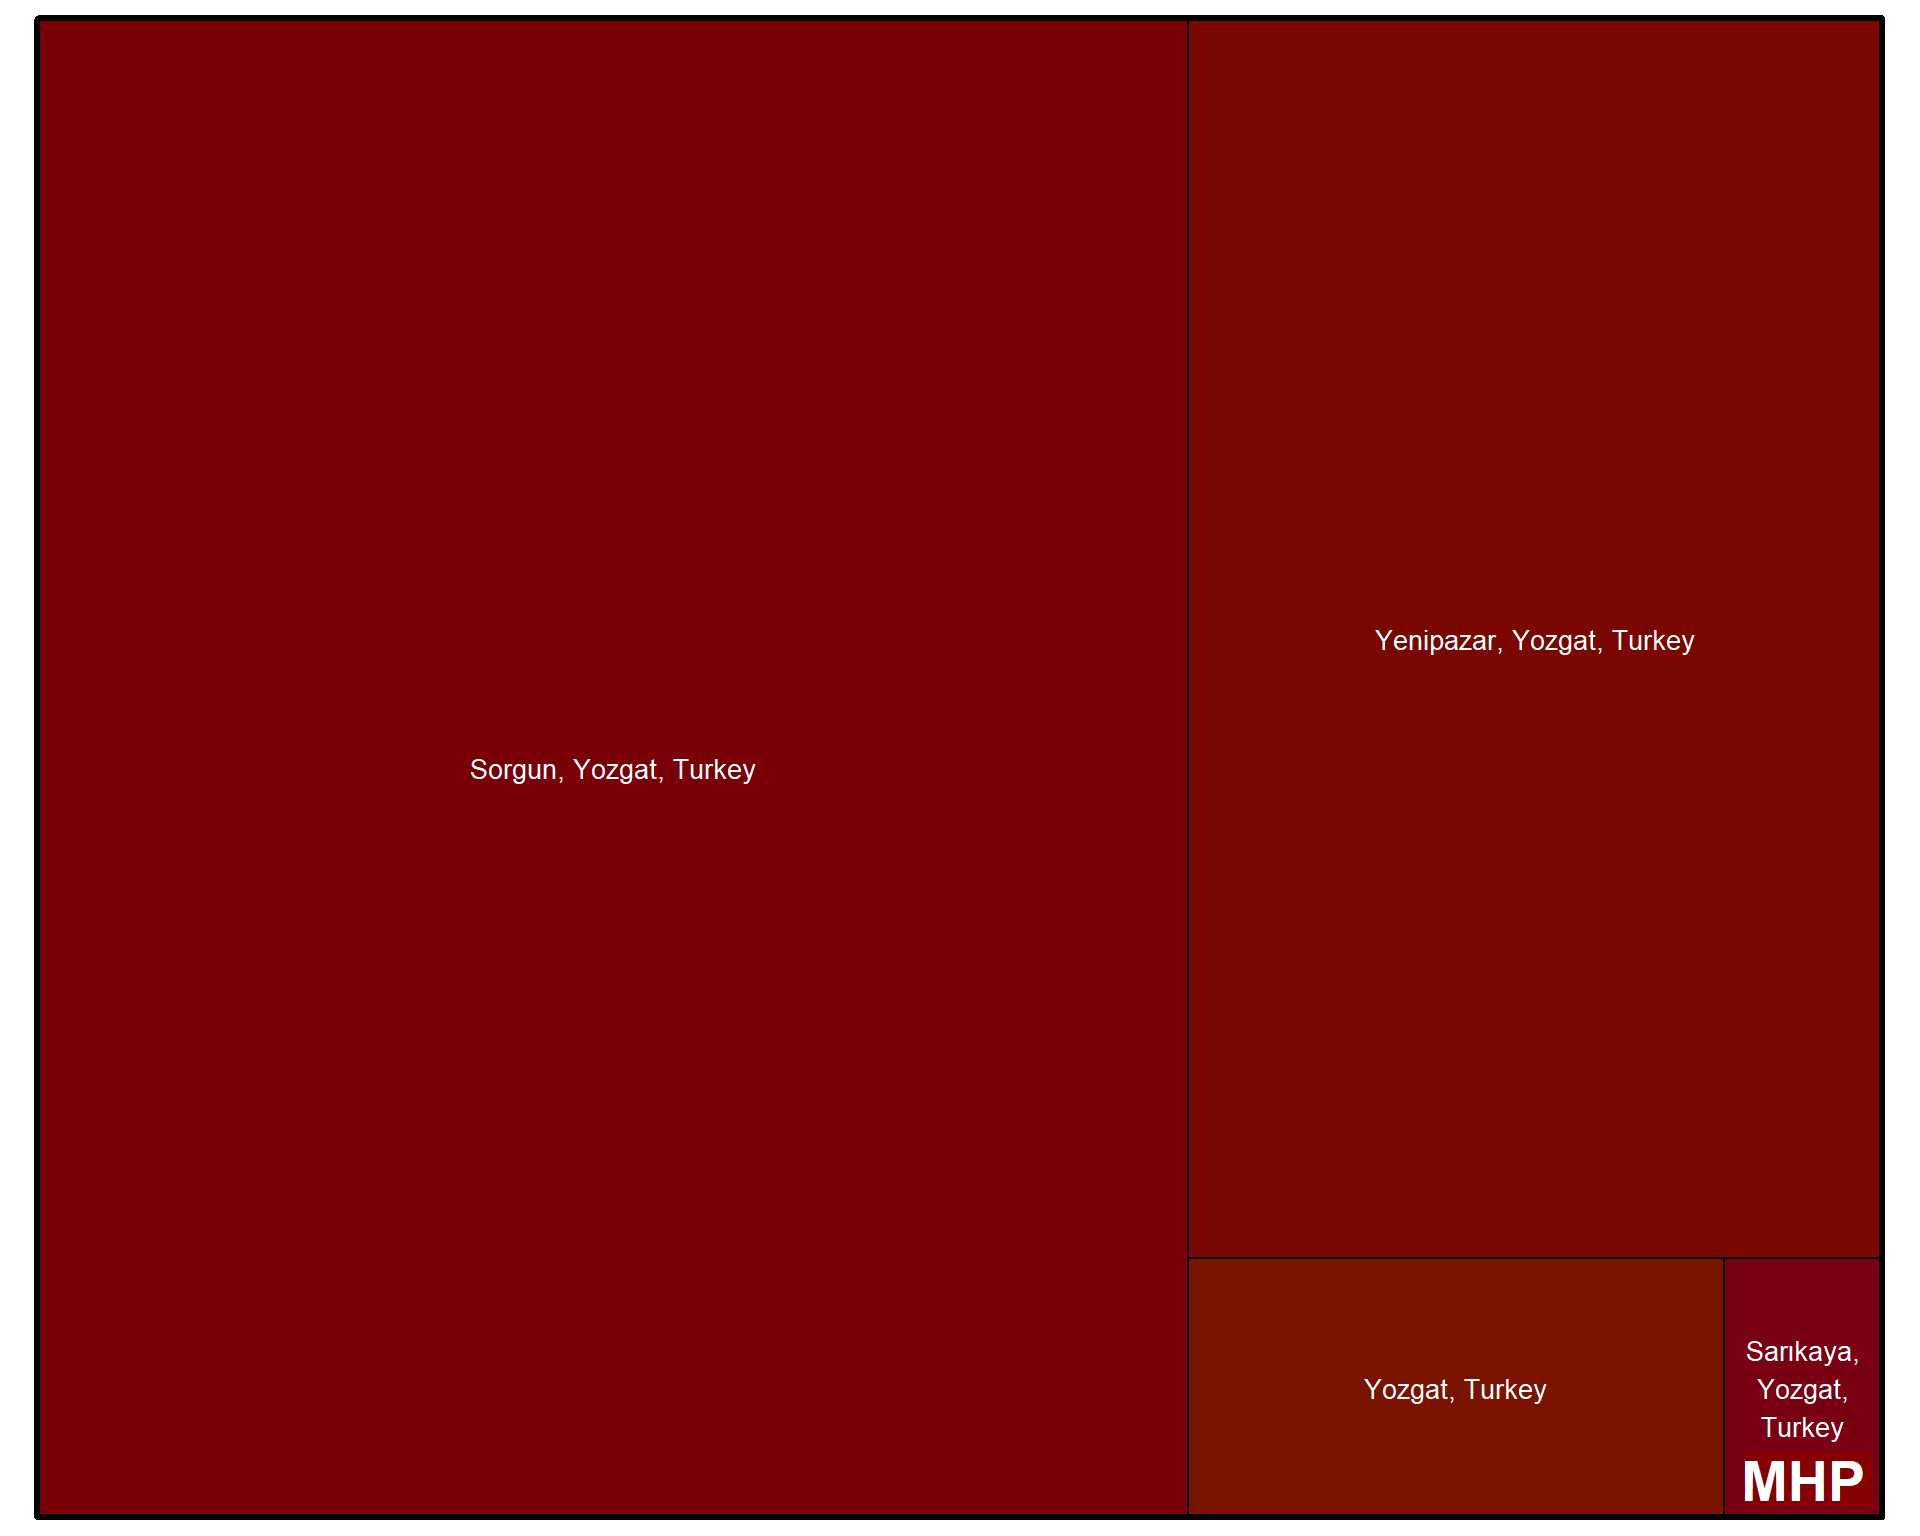 Sorgun, Yozgat, Turkey
Yenipazar, Yozgat, Turkey
Yozgat, Turkey
Sarıkaya,
Yozgat,
Turkey
MHP